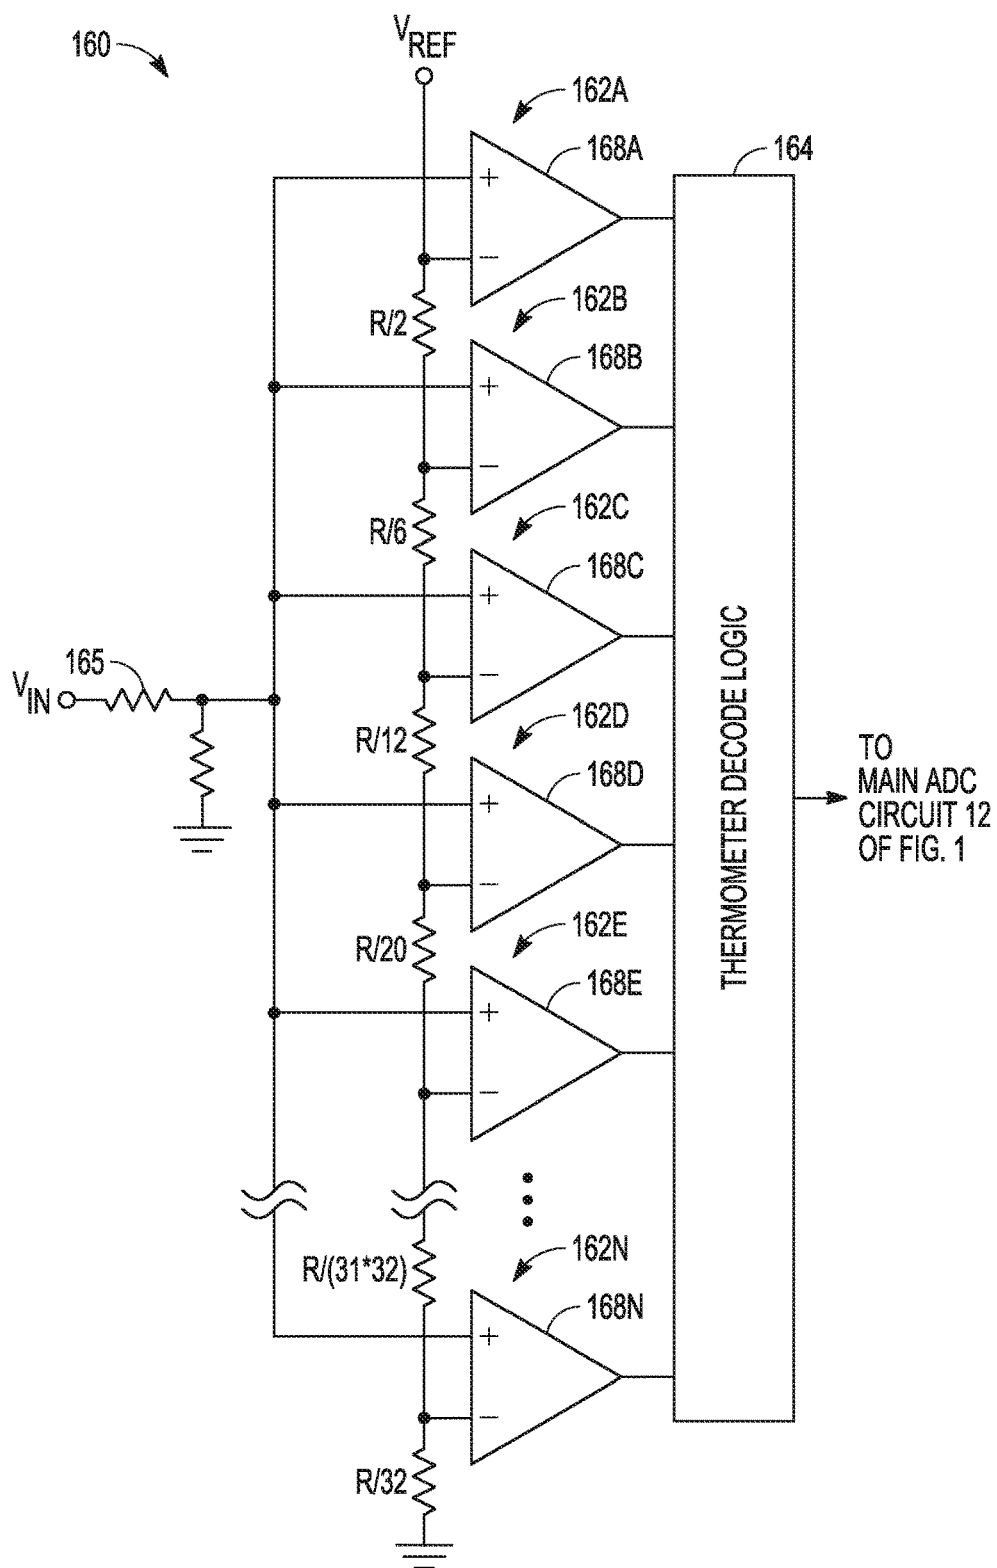 160
VREF
162A
168A
164
+
−
R/2
162B
168B
+
−
R/6
162C
168C
+
−
165
VIN
R/12
162D
168D
+
−
THERMOMETER DECODE LOGIC
TO
MAIN ADC
CIRCUIT 12
OF FIG. 1
R/20
162E
168E
+
−
R/(31*32)
162N
168N
+
−
R/32